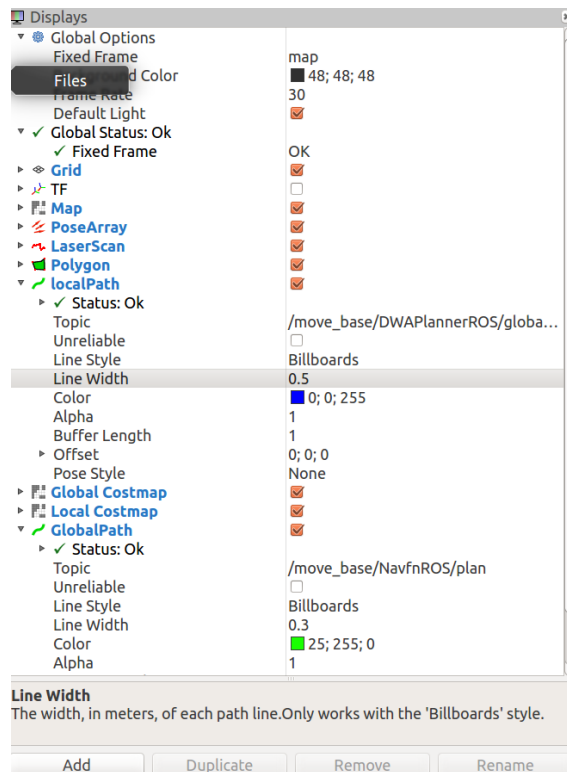 Displays
Global Options
Fixed Frame map
Color 48; 48; 48
Files
Frame Rate 30
Default Light
Global Status: Ok
Fixed Frame OK
Grid
TF
Map
PoseArray
LaserScan
Polygon
localPath
Status: Ok
Topic /move_base/DWAPlannerROS/globa...
Unreliable
Line Style Billboards
Line Width 0.5
Color 0; 0; 255
Alpha 1
Buffer Length 1
Offset 0; 0; 0
Pose Style None
Global Costmap
Local Costmap
GlobalPath
Status: Ok
Topic /move_base/NavfnROS/plan
Unreliable
Line Style Billboards
Line Width 0.3
Color 25; 255; 0
Alpha 1
Line Width
The width, in meters, of each path line.Only works with the 'Billboards' style.
Add Duplicate Remove Rename